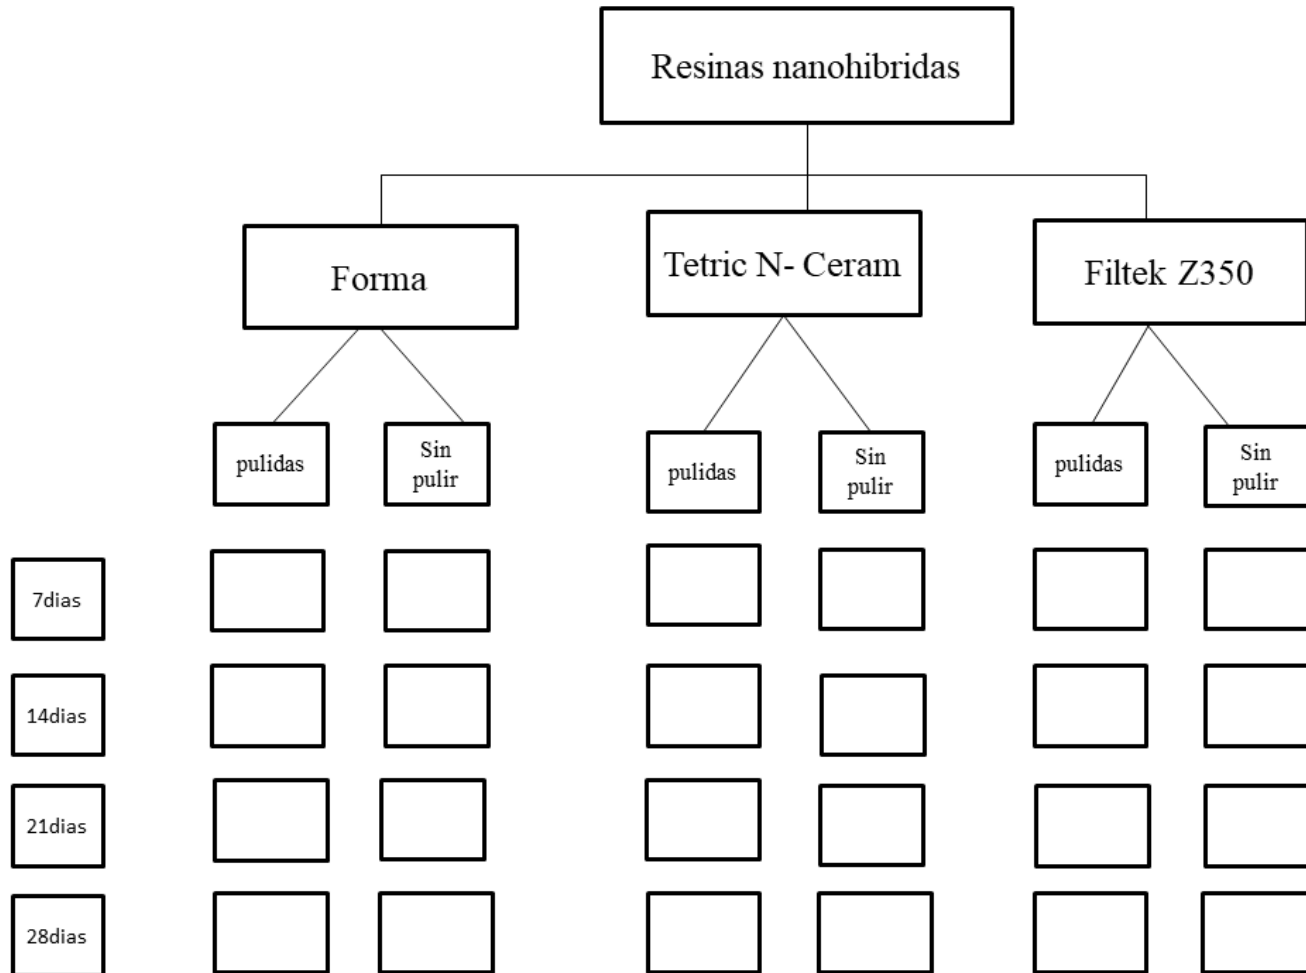 Resinas nanohibridas
Forma
Tetric N- Ceram
Filtek Z350
pulidas
Sin
pulir
pulidas
Sin
pulir
pulidas
Sin
pulir
7dias
14dias
21dias
28dias